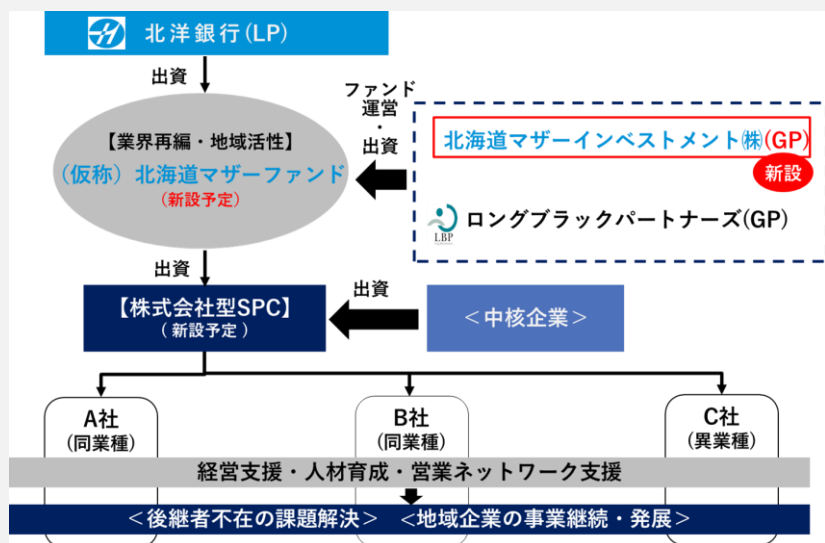 北洋銀行(LP)
出資
ファンド
運営
・
出資
【業界再編・地域活性】
(仮称) 北海道マザーファンド
(新設予定)
北海道マザーインベストメント㈱(GP)
新設
LBP
ロングブラックパートナーズ(GP)
出資
【株式会社型SPC】
(新設予定)
出資
＜中核企業＞
A社
(同業種)
B社
(同業種)
C社
(異業種)
経営支援・人材育成・営業ネットワーク支援
＜後継者不在の課題解決＞ ＜地域企業の事業継続・発展＞